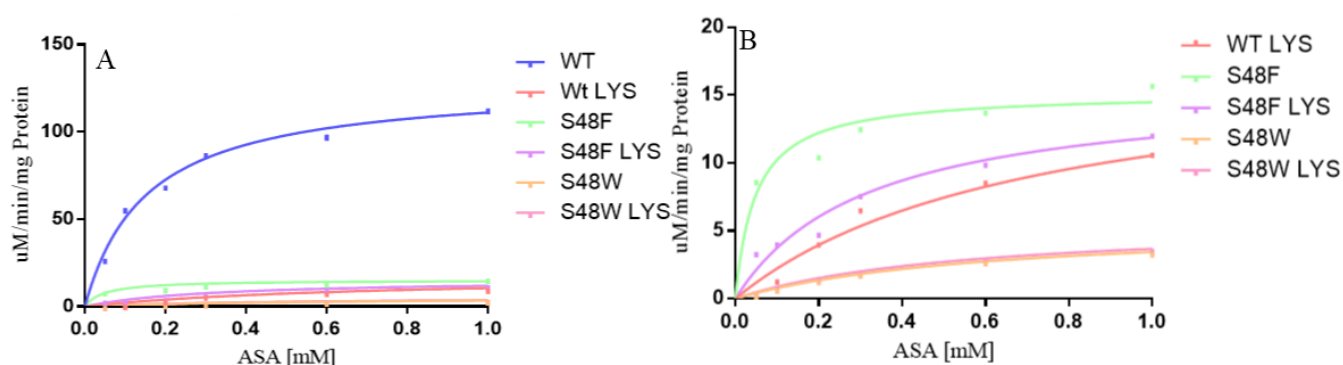 A
150
100
50
0
0.0 0.2 0.4 0.6 0.8 1.0
uM/min/mg Protein
ASA [mM]
WT
Wt LYS
S48F
S48F LYS
S48W
S48W LYS
B
20
15
10
5
0
0.0 0.2 0.4 0.6 0.8 1.0
uM/min/mg Protein
ASA [mM]
WT LYS
S48F
S48F LYS
S48W
S48W LYS